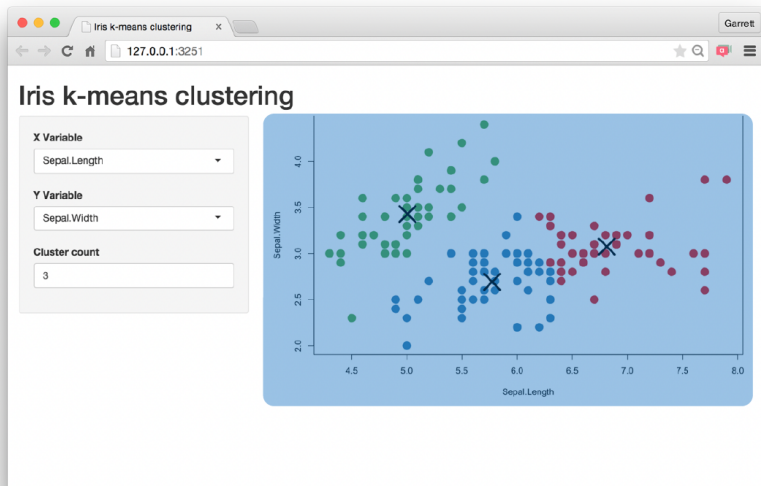 Iris k-means clustering
Garrett
127.0.0.1:3251
Iris k-means clustering
X Variable
Sepal.Length
Y Variable
Sepal.Width
Cluster count
3
Sepal.Width
4.0
3.5
3.0
2.5
2.0
4.5 5.0 5.5 6.0 6.5 7.0 7.5 8.0
Sepal.Length